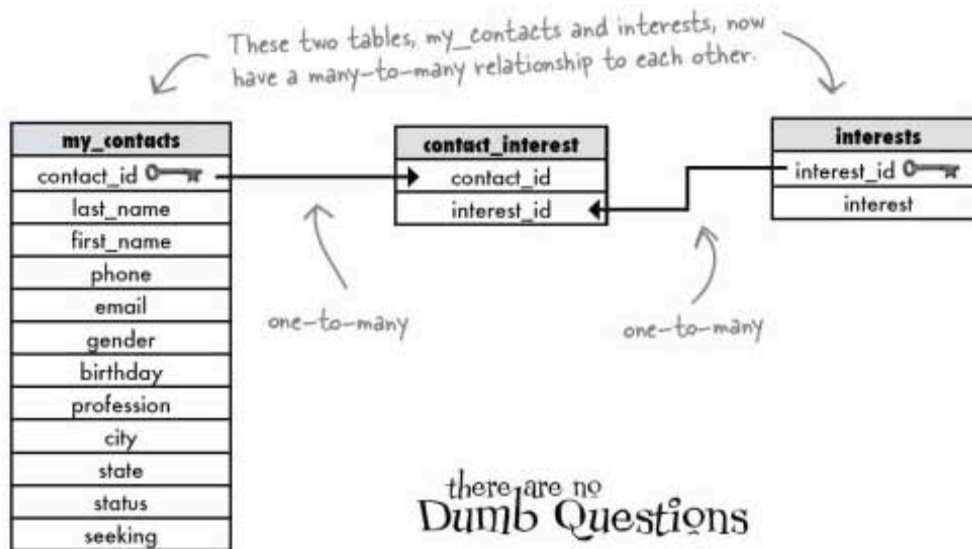 These two tables, my_contacts and interests, now
have a many-to-many relationship to each other.
my_contacts
contact_id
last_name
first_name
phone
email
gender
birthday
profession
city
state
status
seeking
contact_interest
contact_id
interest_id
interests
interest_id
interest
one-to-many
one-to-many
there are no
Dumb Questions